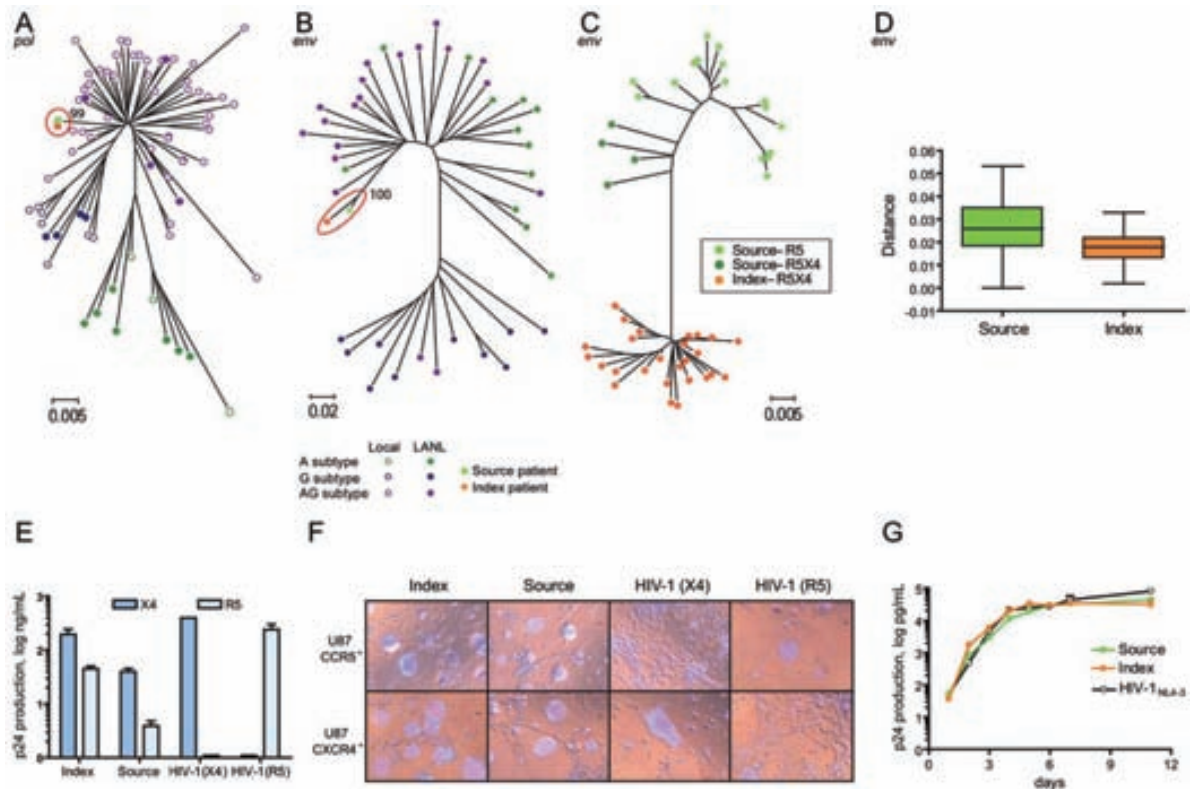 A
pol
99
0.005
B
env
100
0.02
C
env
Source– R5
Source– R5X4
Index– R5X4
0.005
D
env
Distance
0.06
0.05
0.04
0.03
0.02
0.01
0.00
-0.01
Source
Index
Local LANL
A subtype
G subtype
AG subtype
Source patient
Index patient
E
p24 production, log ng/mL
3
2
1
0
X4
R5
Index
Source
HIV-1(X4)
HIV-1(R5)
F
Index
Source
HIV-1 (X4)
HIV-1 (R5)
U87
CCR5+
U87
CXCR4+
G
p24 production, log pg/mL
5
4
3
2
1
0
Source
Index
HIV-1NL4-3
0
3
6
9
12
days